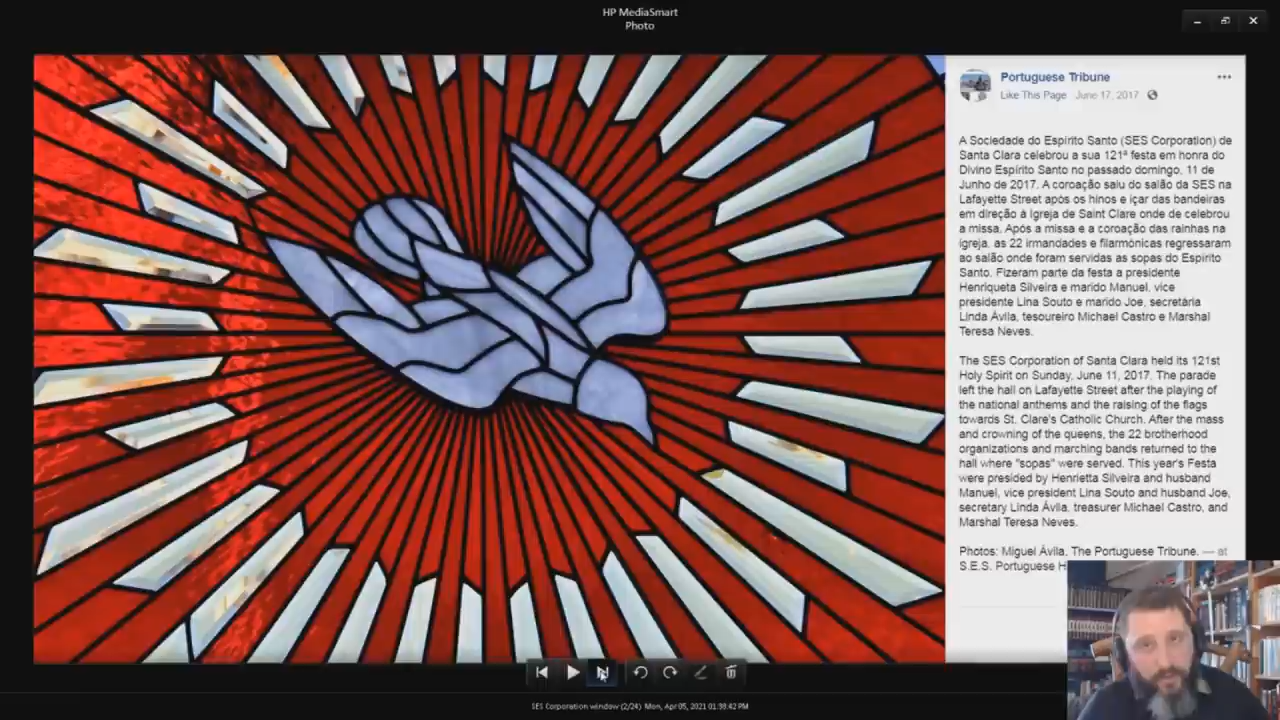 HP MediaSmart
Photo
Portuguese Tribune
Like This Page June 17, 2017
A Sociedade do Espírito Santo (SES Corporation) de
Santa Clara celebrou a sua 121ª festa em honra do
Divino Espírito Santo no passado domingo, 11 de
Junho de 2017. A coroação saiu do salão da SES na
Lafayette Street após os hinos e içar das bandeiras
em direção à Igreja de Saint Clare onde de celebrou
a missa. Após a missa e a coroação das rainhas na
igreja, as 22 irmandades e filarmónicas regressaram
ao salão onde foram servidas as sopas do Espírito
Santo. Fizeram parte da festa a presidente
Henriqueta Silveira e marido Manuel, vice
presidente Lina Souto e marido Joe, secretária
Linda Ávila, tesoureiro Michael Castro e Marshal
Teresa Neves.
The SES Corporation of Santa Clara held its 121st
Holy Spirit on Sunday, June 11, 2017. The parade
left the hall on Lafayette Street after the playing of
the national anthems and the raising of the flags
towards St. Clare's Catholic Church. After the mass
and crowning of the queens, the 22 brotherhood
organizations and marching bands returned to the
hall where "sopas" were served. This year's Festa
were presided by Henrietta Silveira and husband
Manuel, vice president Lina Souto and husband Joe,
secretary Linda Ávila, treasurer Michael Castro, and
Marshal Teresa Neves.
Photos: Miguel Ávila, The Portuguese Tribune. — at
S.E.S. Portuguese H
SES Corporation window (2/24) Mon, Apr 05, 2021 01:38:42 PM